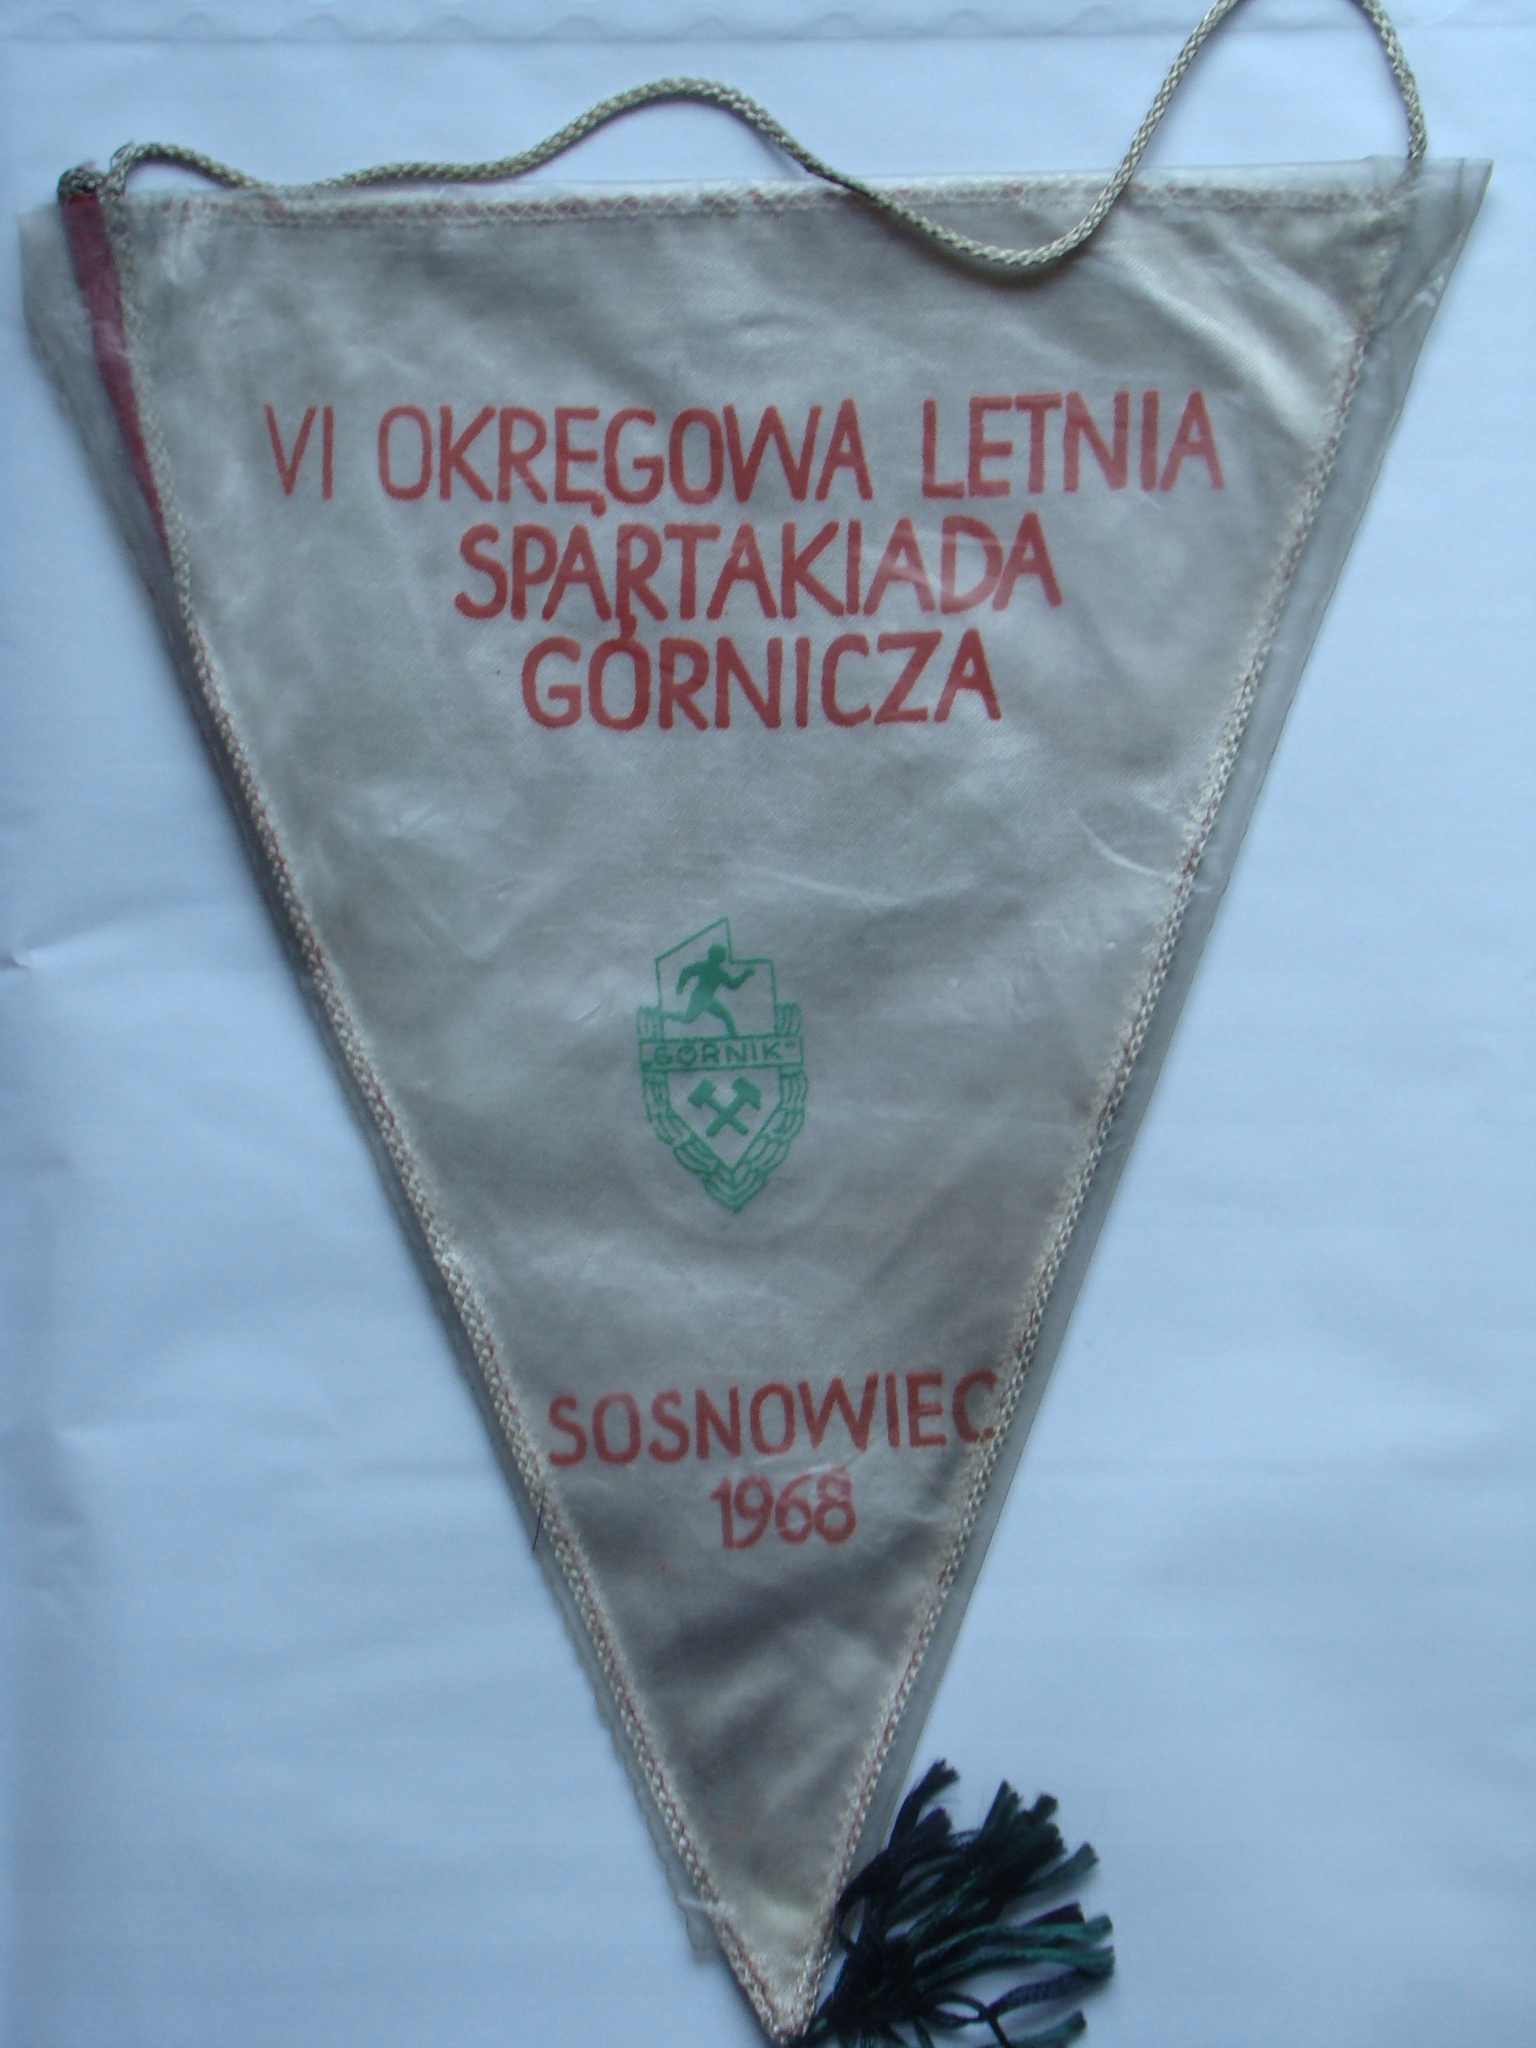 VI OKRĘGOWA LETNIA
SPARTAKIADA
GÓRNICZA
„GÓRNIK”
SOSNOWIEC
1968